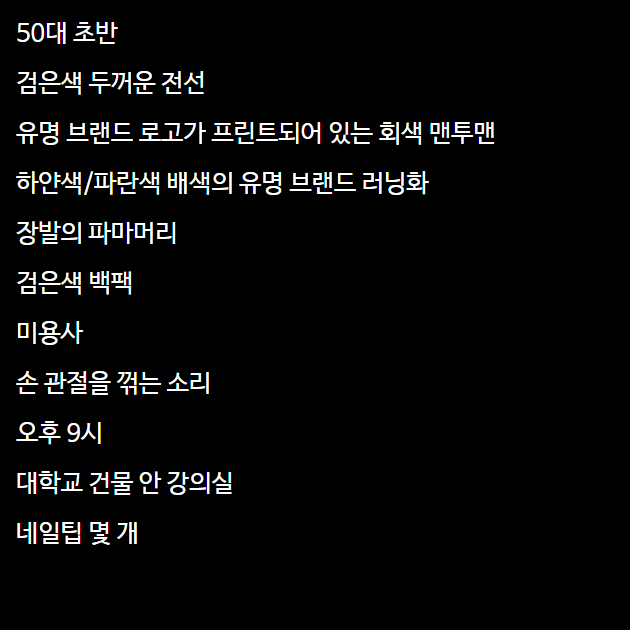 50대 초반
검은색 두꺼운 전선
유명 브랜드 로고가 프린트되어 있는 회색 맨투맨
하얀색/파란색 배색의 유명 브랜드 러닝화
장발의 파마머리
검은색 백팩
미용사
손 관절을 꺾는 소리
오후 9시
대학교 건물 안 강의실
네일팁 몇 개